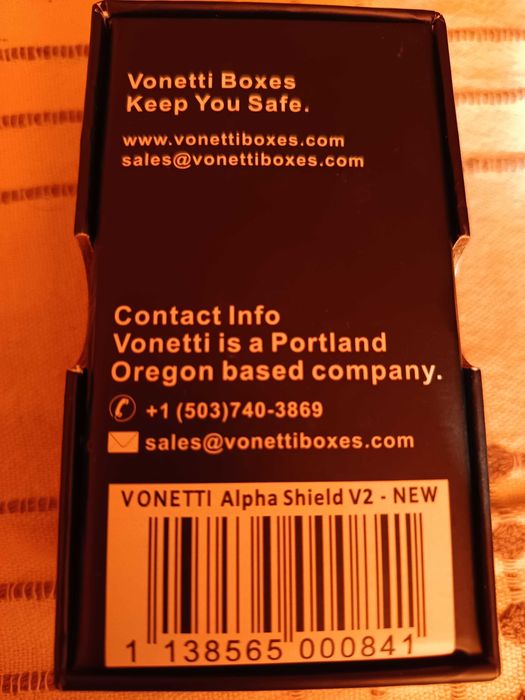 Vonetti Boxes
Keep You Safe.
www.vonettiboxes.com
sales@vonettiboxes.com
Contact Info
Vonetti is a Portland
Oregon based company.
+1 (503)740-3869
sales@vonettiboxes.com
VONETTI Alpha Shield V2 - NEW
1 138565 000841